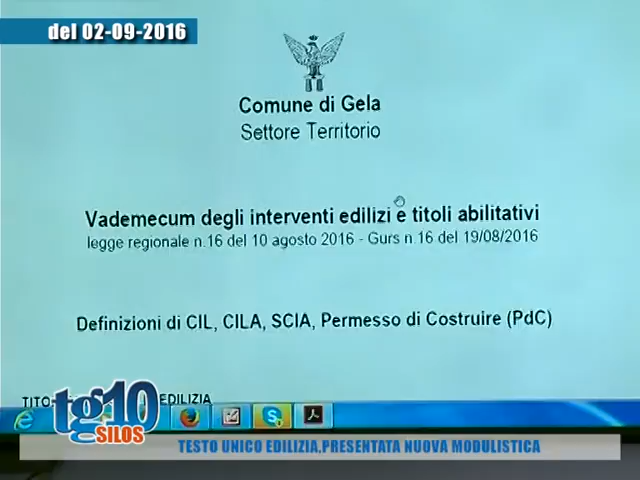 del 02-09-2016
Comune di Gela
Settore Territorio
Vademecum degli interventi edilizi e titoli abilitativi
legge regionale n.16 del 10 agosto 2016 - Gurs n.16 del 19/08/2016
Definizioni di CIL, CILA, SCIA, Permesso di Costruire (PdC)
EDILIZIA
tg10
SILOS
TESTO UNICO EDILIZIA,PRESENTATA NUOVA MODULISTICA